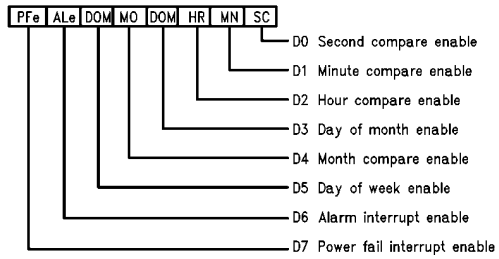 PFe ALe DOM MO DOM HR MN SC
D0 Second compare enable
D1 Minute compare enable
D2 Hour compare enable
D3 Day of month enable
D4 Month compare enable
D5 Day of week enable
D6 Alarm interrupt enable
D7 Power fail interrupt enable